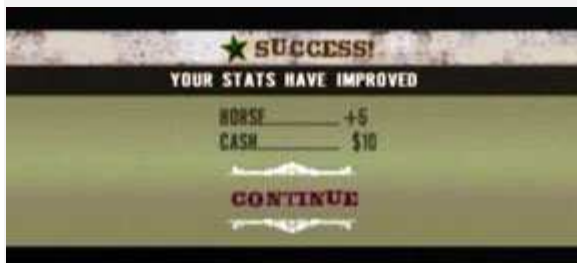 SUCCESS!
YOUR STATS HAVE IMPROVED
HORSE +5
CASH $10
CONTINUE